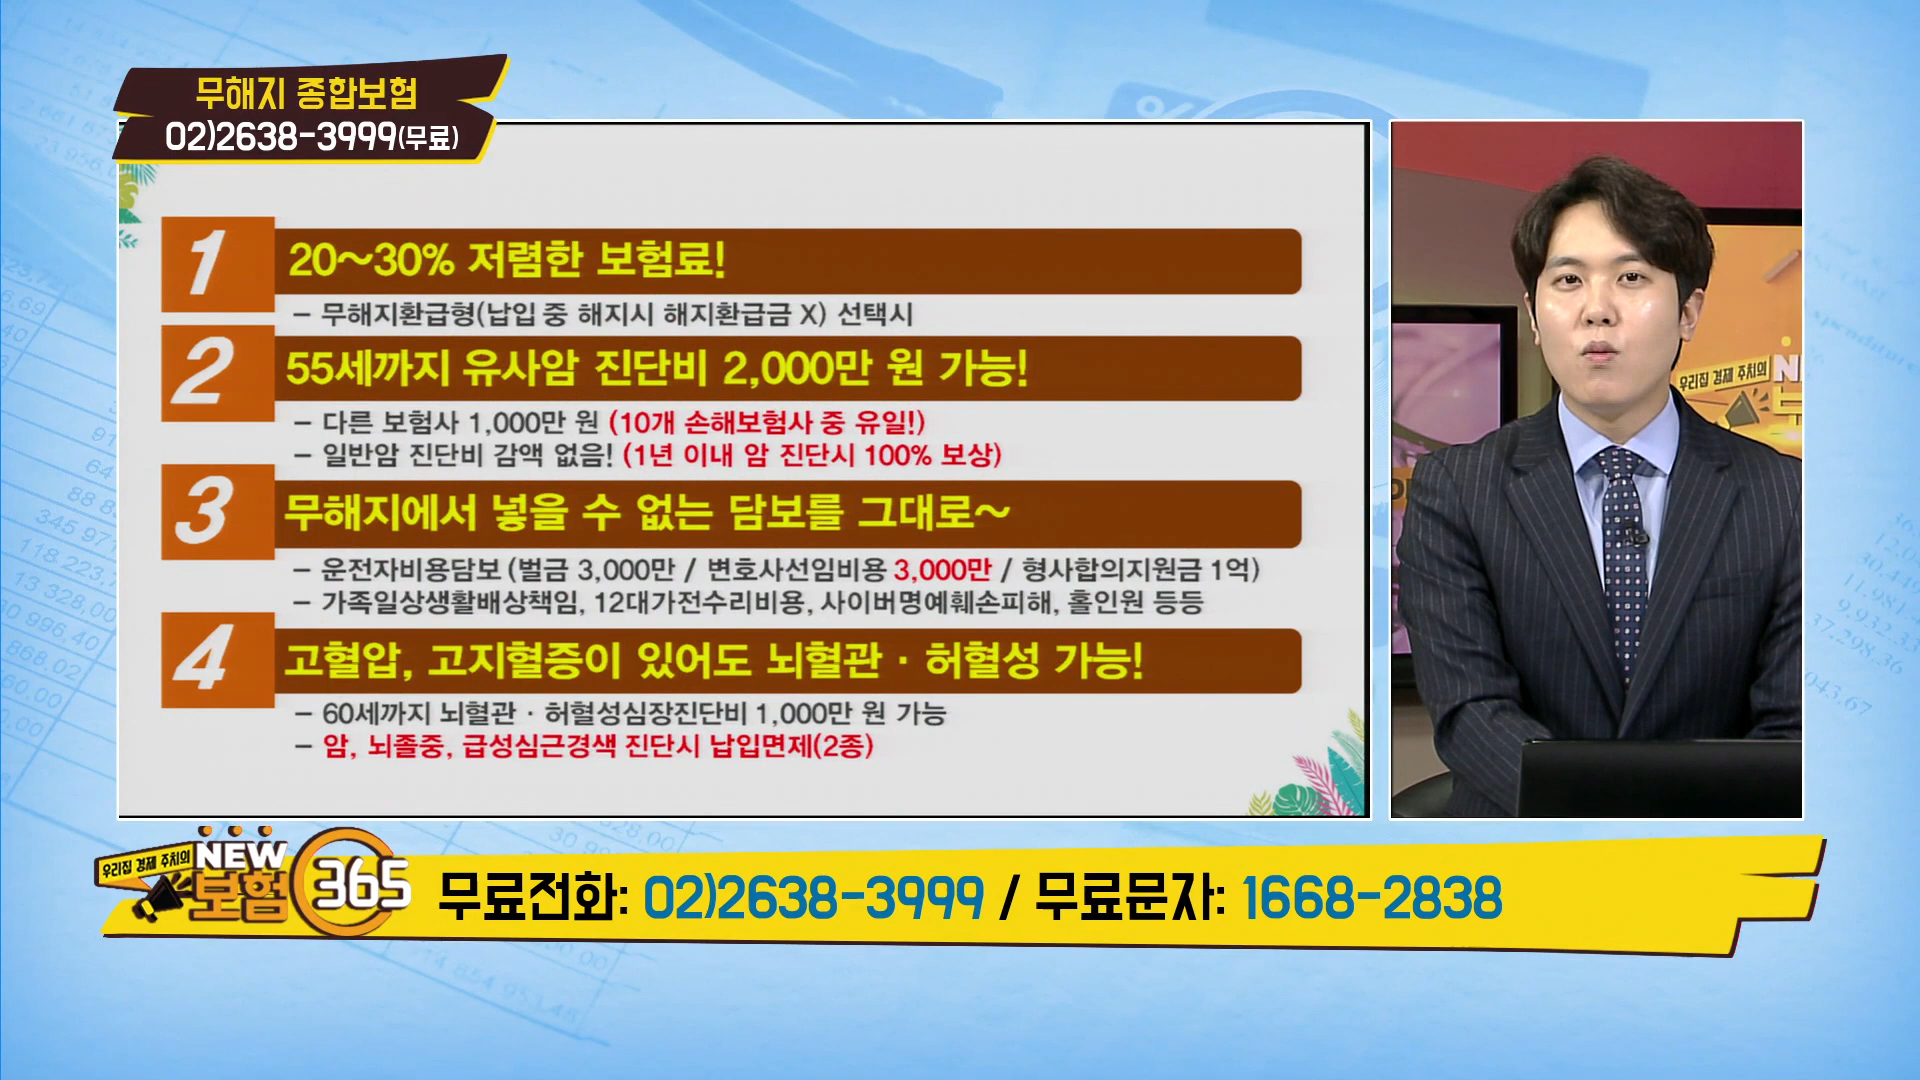 무해지 종합보험
02)2638-3999(무료)
1
20~30% 저렴한 보험료!
- 무해지환급형(납입 중 해지시 해지환급금 X) 선택시
2
55세까지 유사암 진단비 2,000만 원 가능!
- 다른 보험사 1,000만 원 (10개 손해보험사 중 유일!)
- 일반암 진단비 감액 없음! (1년 이내 암 진단시 100% 보상)
3
무해지에서 넣을 수 없는 담보를 그대로~
- 운전자비용담보 (벌금 3,000만 / 변호사선임비용 3,000만 / 형사합의지원금 1억)
- 가족일상생활배상책임, 12대가전수리비용, 사이버명예훼손피해, 홀인원 등등
4
고혈압, 고지혈증이 있어도 뇌혈관 · 허혈성 가능!
- 60세까지 뇌혈관 · 허혈성심장진단비 1,000만 원 가능
- 암, 뇌졸중, 급성심근경색 진단시 납입면제(2종)
우리집 경제 주치의
우리집 경제 주치의
NEW
보험
365
무료전화: 02)2638-3999 / 무료문자: 1668-2838